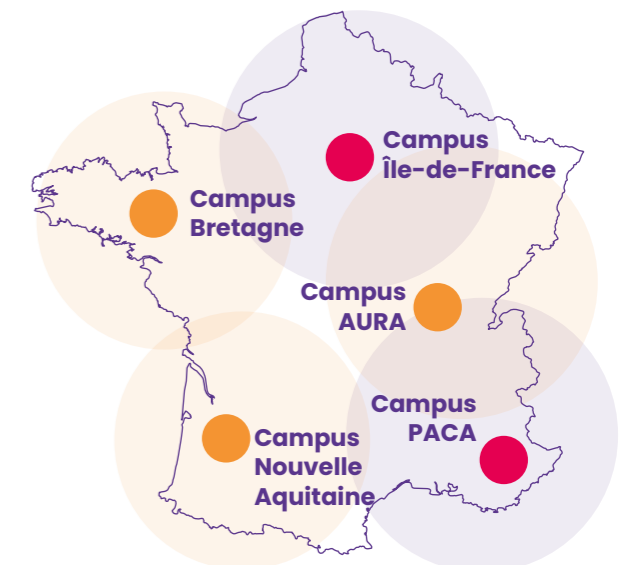 Campus
Île-de-France
Campus
Bretagne
Campus
AURA
Campus
PACA
Campus
Nouvelle
Aquitaine